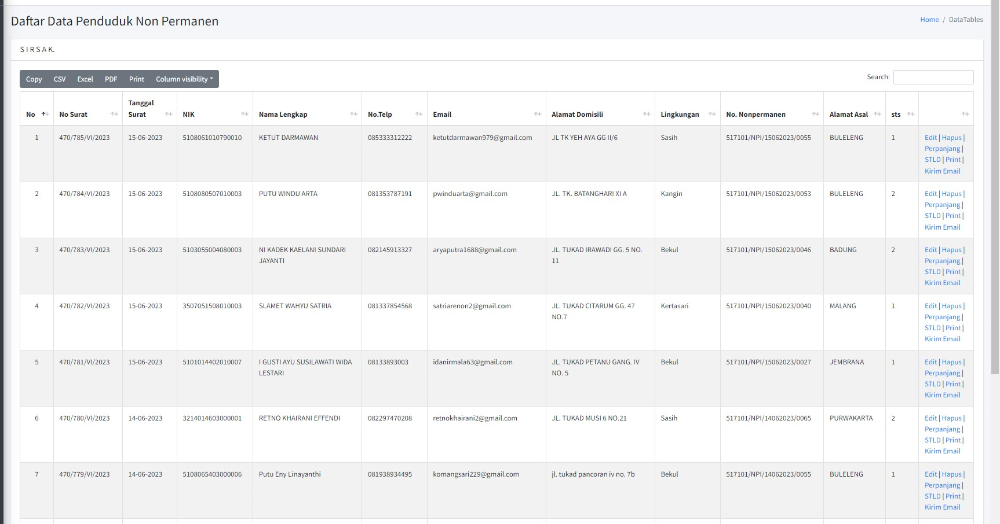 Daftar Data Penduduk Non Permanen
Home / DataTables
S I R S A K.
Copy CSV Excel PDF Print Column visibility
Search:
No No Surat Tanggal Surat NIK Nama Lengkap No.Telp Email Alamat Domisili Lingkungan No. Nonpermanen Alamat Asal sts
1 470/785/VI/2023 15-06-2023 5108061010790010 KETUT DARMAWAN 085333312222 ketutdarmawan979@gmail.com JL TK YEH AYA GG II/6 Sasih 517101/NPI/15062023/0055 BULELENG 1 Edit | Hapus |
Perpanjang |
STLD | Print |
Kirim Email
2 470/784/VI/2023 15-06-2023 5108080507010003 PUTU WINDU ARTA 081353787191 pwinduarta@gmail.com JL. TK. BATANGHARI XI A Kangin 517101/NPI/15062023/0053 BULELENG 2 Edit | Hapus |
Perpanjang |
STLD | Print |
Kirim Email
3 470/783/VI/2023 15-06-2023 5103055004080003 NI KADEK KAELANI SUNDARI 082145913327 aryaputra1688@gmail.com JL. TUKAD IRAWADI GG. 5 NO. Bekul 517101/NPI/15062023/0046 BADUNG 2 Edit | Hapus |
JAYANTI 11 Perpanjang |
STLD | Print |
Kirim Email
4 470/782/VI/2023 15-06-2023 3507051508010003 SLAMET WAHYU SATRIA 081337854568 satriarenon2@gmail.com JL. TUKAD CITARUM GG. 47 Kertasari 517101/NPI/15062023/0040 MALANG 1 Edit | Hapus |
NO.7 Perpanjang |
STLD | Print |
Kirim Email
5 470/781/VI/2023 15-06-2023 5101014402010007 I GUSTI AYU SUSILAWATI WIDA 08133893003 idanirmala63@gmail.com JL. TUKAD PETANU GANG. IV Bekul 517101/NPI/15062023/0027 JEMBRANA 1 Edit | Hapus |
LESTARI NO. 5 Perpanjang |
STLD | Print |
Kirim Email
6 470/780/VI/2023 14-06-2023 3214014603000001 RETNO KHAIRANI EFFENDI 082297470208 retnokhairani2@gmail.com JL. TUKAD MUSI 6 NO.21 Sasih 517101/NPI/14062023/0065 PURWAKARTA 2 Edit | Hapus |
Perpanjang |
STLD | Print |
Kirim Email
7 470/779/VI/2023 14-06-2023 5108065403000006 Putu Eny Linayanthi 081938934495 komangsari229@gmail.com jl. tukad pancoran iv no. 7b Bekul 517101/NPI/14062023/0055 BULELENG 1 Edit | Hapus |
Perpanjang |
STLD | Print |
Kirim Email